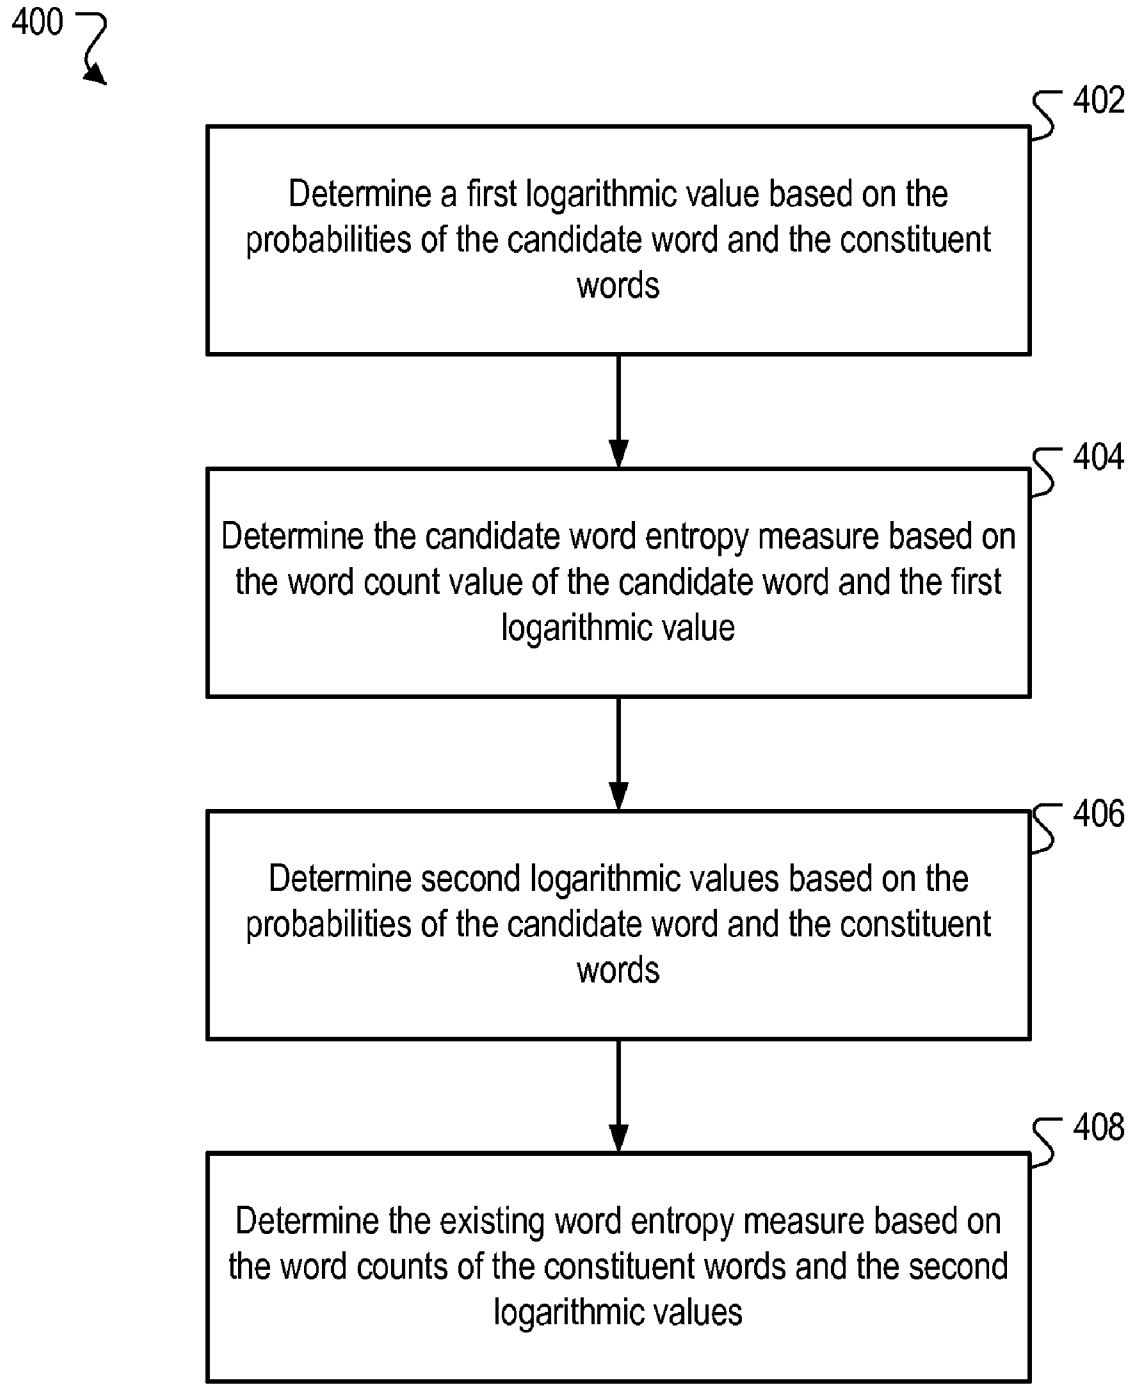 400
402
Determine a first logarithmic value based on the
probabilities of the candidate word and the constituent
words
404
Determine the candidate word entropy measure based on
the word count value of the candidate word and the first
logarithmic value
406
Determine second logarithmic values based on the
probabilities of the candidate word and the constituent
words
408
Determine the existing word entropy measure based on
the word counts of the constituent words and the second
logarithmic values